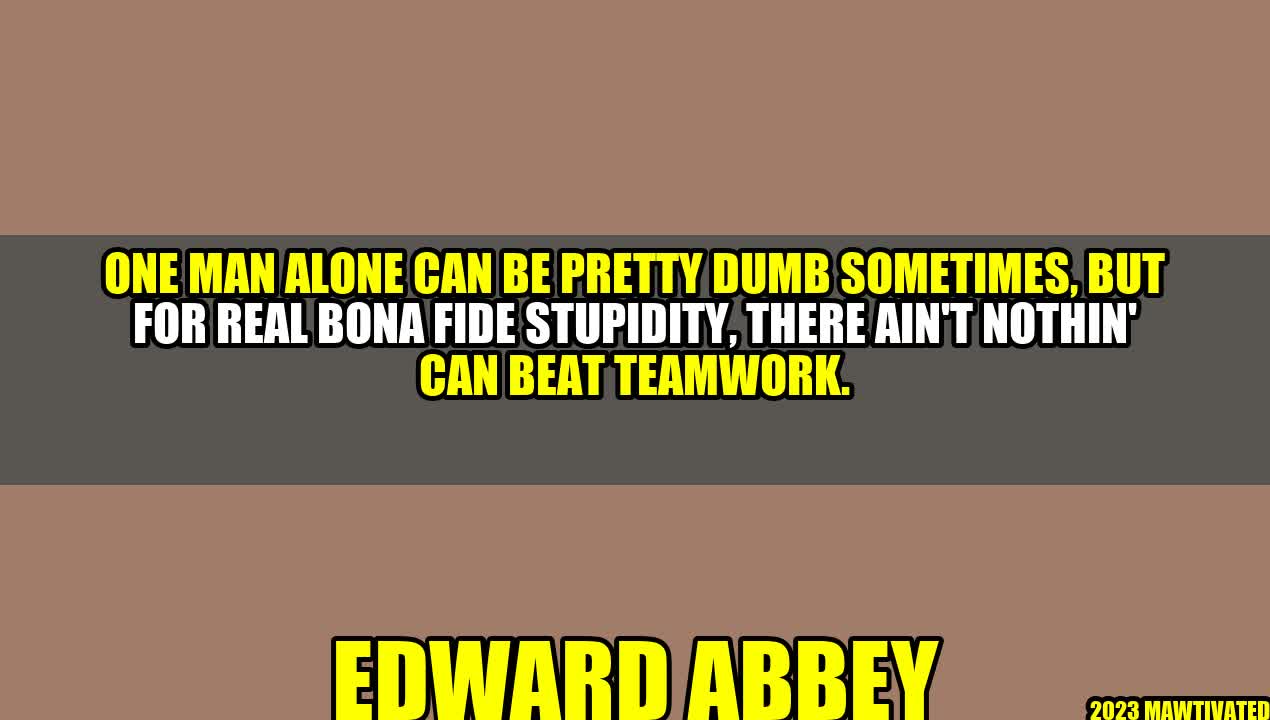 ONE MAN ALONE CAN BE PRETTY DUMB SOMETIMES, BUT
FOR REAL BONA FIDE STUPIDITY, THERE AIN'T NOTHIN'
CAN BEAT TEAMWORK.
EDWARD ABBEY
2023 MAWTIVATED